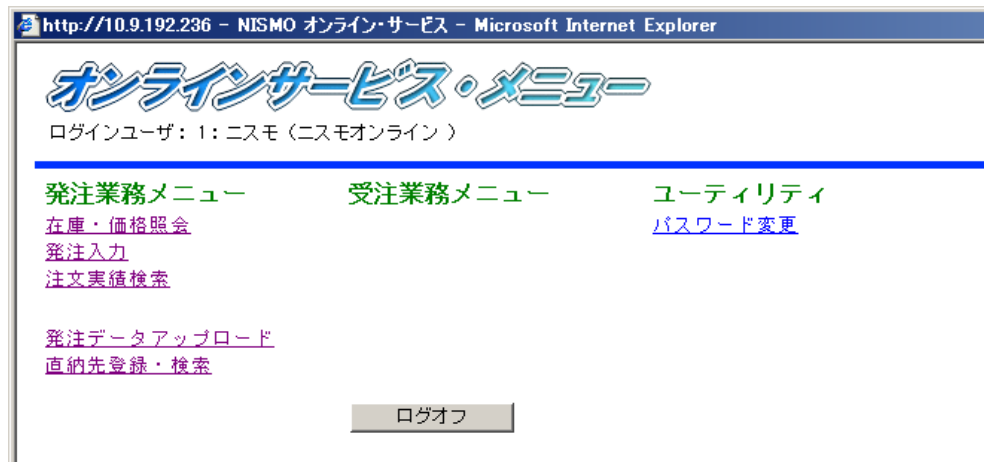 http://10.9.192.236 - NISMO オンライン・サービス - Microsoft Internet Explorer
オンラインサービス・メニュー
ログインユーザ： 1：ニスモ（ニスモオンライン ）
発注業務メニュー 受注業務メニュー ユーティリティ
在庫・価格照会 パスワード変更
発注入力
注文実績検索
発注データアップロード
直納先登録・検索
ログオフ